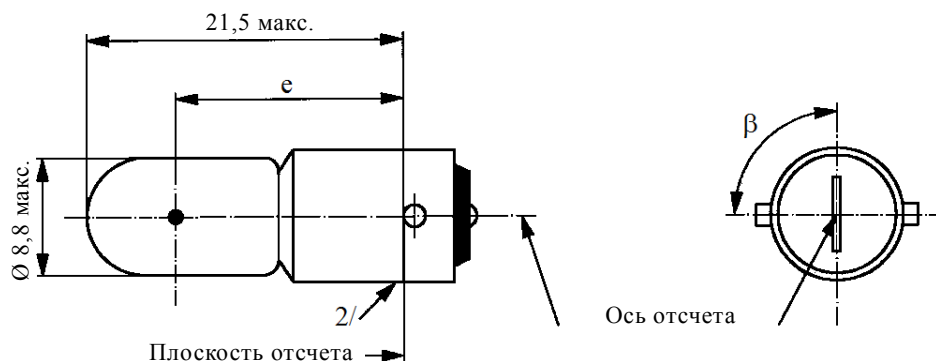 21,5 макс.
e
β
Ø 8,8 макс.
2/
Ось отсчета
Плоскость отсчета